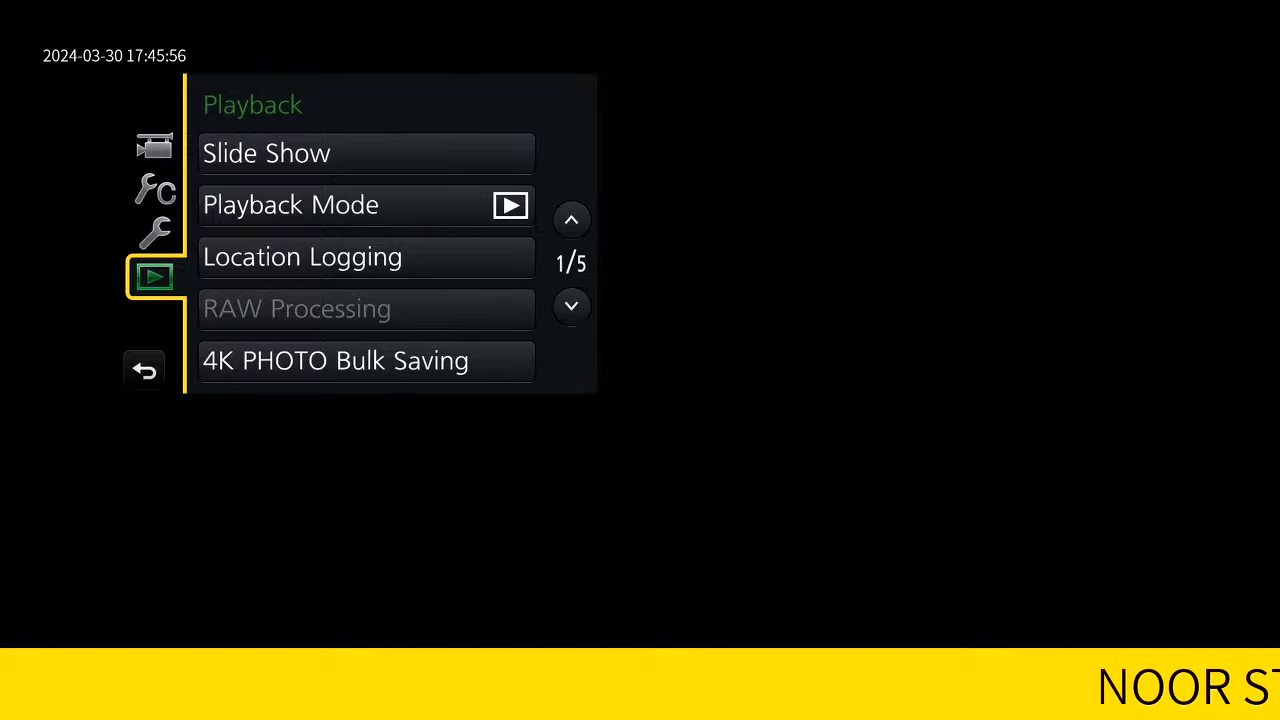 2024-03-30 17:45:56
Playback
Slide Show
Playback Mode
Location Logging
1/5
RAW Processing
4K PHOTO Bulk Saving
NOOR